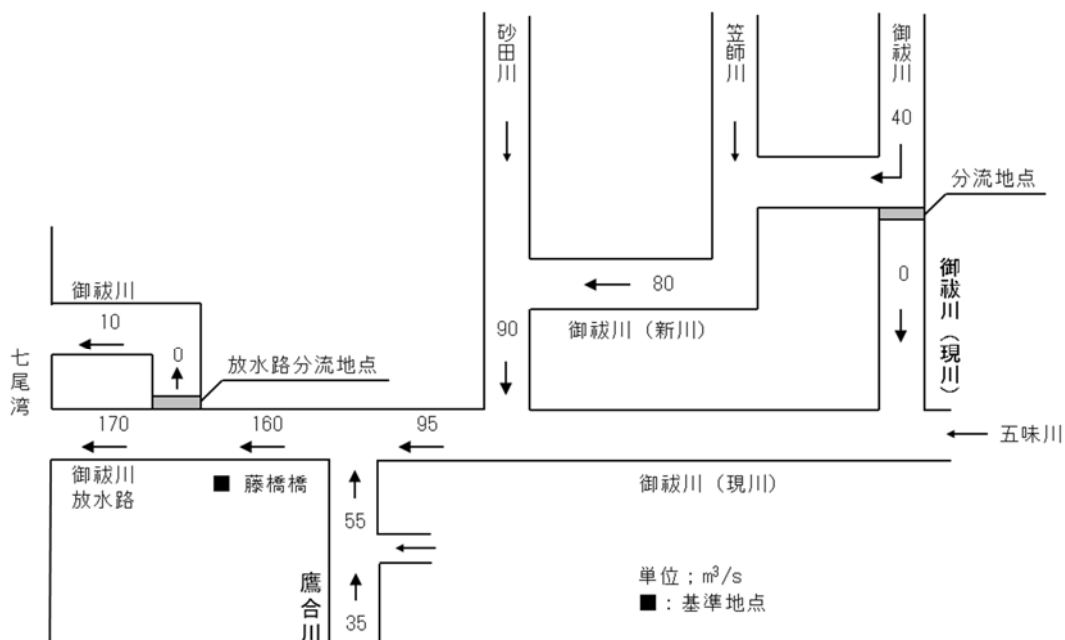 砂田川
笠師川
御祓川
40
分流地点
御祓川（現川）
0
80
御祓川（新川）
90
御祓川
10
0
放水路分流地点
七尾湾
170
160
95
五味川
御祓川
放水路
■ 藤橋橋
御祓川（現川）
55
鷹合川
35
単位；m³/s
■：基準地点